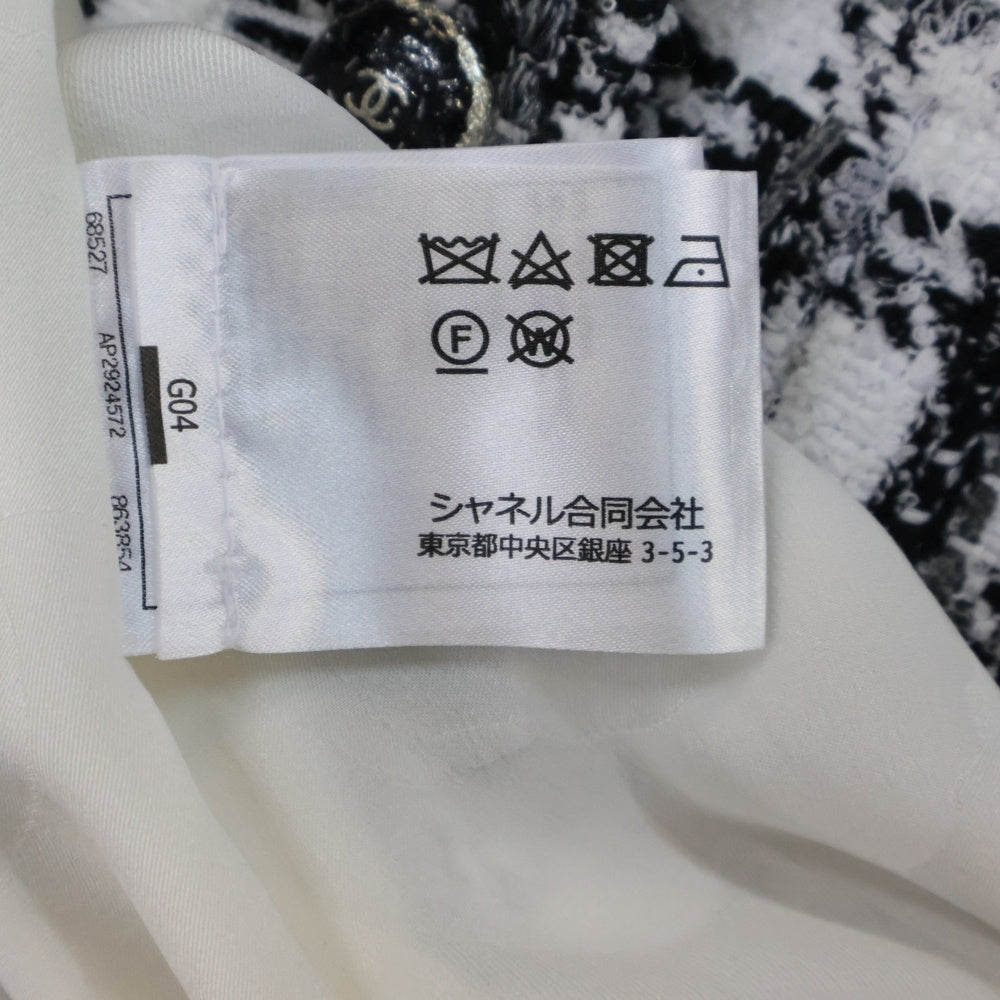 F W
シャネル合同会社
東京都中央区銀座 3-5-3
G04
68527 AP2924572